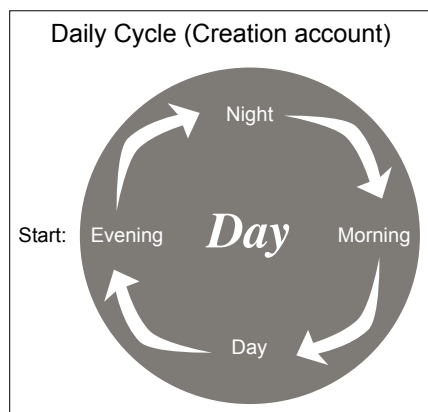 Daily Cycle (Creation account)
Night
Start: Evening Day Morning
Day